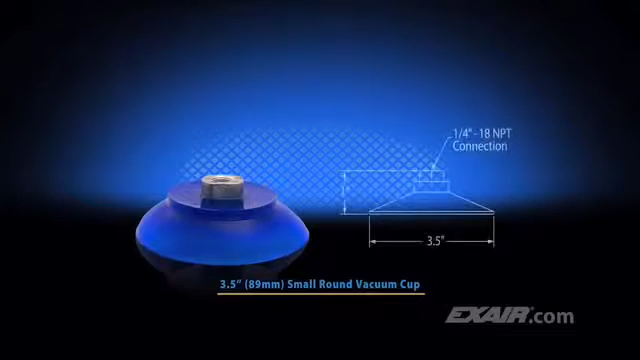 1/4"-18 NPT
Connection
3.5"
3.5" (89mm) Small Round Vacuum Cup
EXAIR.com